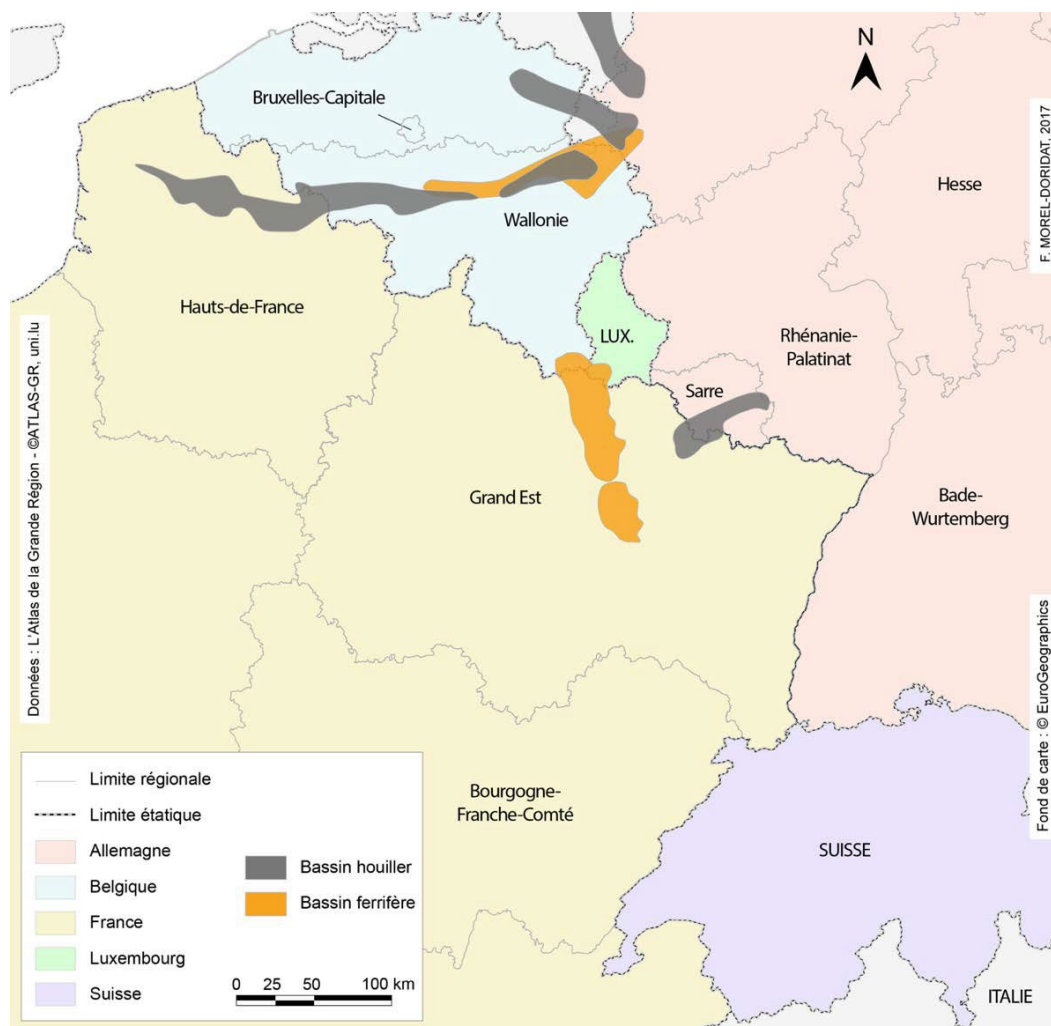 N
Bruxelles-Capitale
Hesse
F. MOREL-DORIDAT, 2017
Wallonie
Hauts-de-France
LUX.
Rhénanie-
Palatinat
Sarre
Grand Est
Bade-
Wurtemberg
Données : L'Atlas de la Grande Région - ©ATLAS-GR, uni.lu
Bourgogne-
Franche-Comté
SUISSE
ITALIE
Fond de carte : © EuroGeographics
Limite régionale
Limite étatique
Allemagne
Belgique
France
Luxembourg
Suisse
Bassin houiller
Bassin ferrifère
0 25 50 100 km